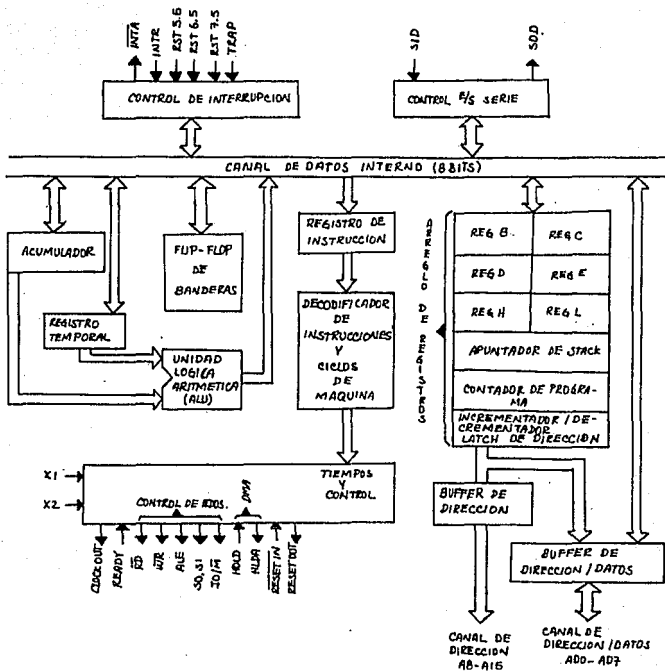 INTA
INTR
RST 5.5
RST 6.5
RST 7.5
TRAP
SID
SOD
CONTROL DE INTERRUPCION
CONTROL E/S SERIE
CANAL DE DATOS INTERNO (8BITS)
ACUMULADOR
FLIP-FLOP
DE
BANDERAS
REGISTRO DE
INSTRUCCION
ARREGLO DE REGISTROS
REG B
REG C
REG D
REG E
REG H
REG L
APUNTADOR DE STACK
CONTADOR DE PROGRAMA
INCREMENTADOR / DECREMENTADOR
LATCH DE DIRECCION
REGISTRO
TEMPORAL
UNIDAD
LOGICA
ARITMETICA
(ALU)
DECODIFICADOR
DE
INSTRUCCIONES
Y
CICLOS
DE
MAQUINA
X1
X2
TIEMPOS
Y
CONTROL
CONTROL DE EDOS.
DMA
CLOCK OUT
READY
RD
WR
ALE
S0, S1
IO/M
HOLD
HLDA
RESET IN
RESET OUT
BUFFER DE
DIRECCION
BUFFER DE
DIRECCION / DATOS
CANAL DE
DIRECCION
A8-A15
CANAL DE
DIRECCION / DATOS
AD0-AD7